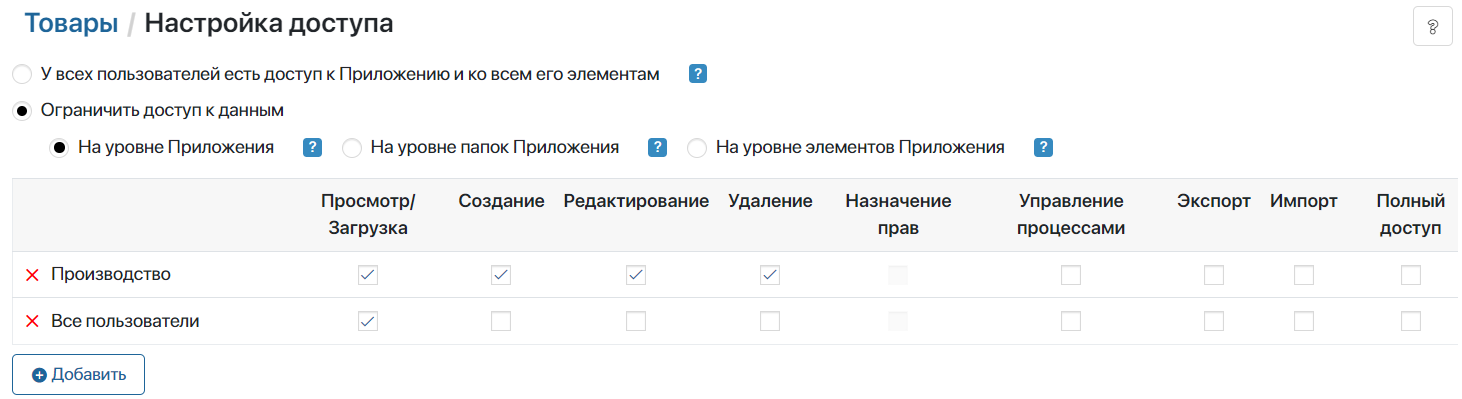 Товары / Настройка доступа
?
У всех пользователей есть доступ к Приложению и ко всем его элементам ?
Ограничить доступ к данным
На уровне Приложения ? На уровне папок Приложения ? На уровне элементов Приложения ?
Просмотр/ Загрузка Создание Редактирование Удаление Назначение прав Управление процессами Экспорт Импорт Полный доступ
Производство
Все пользователи
Добавить